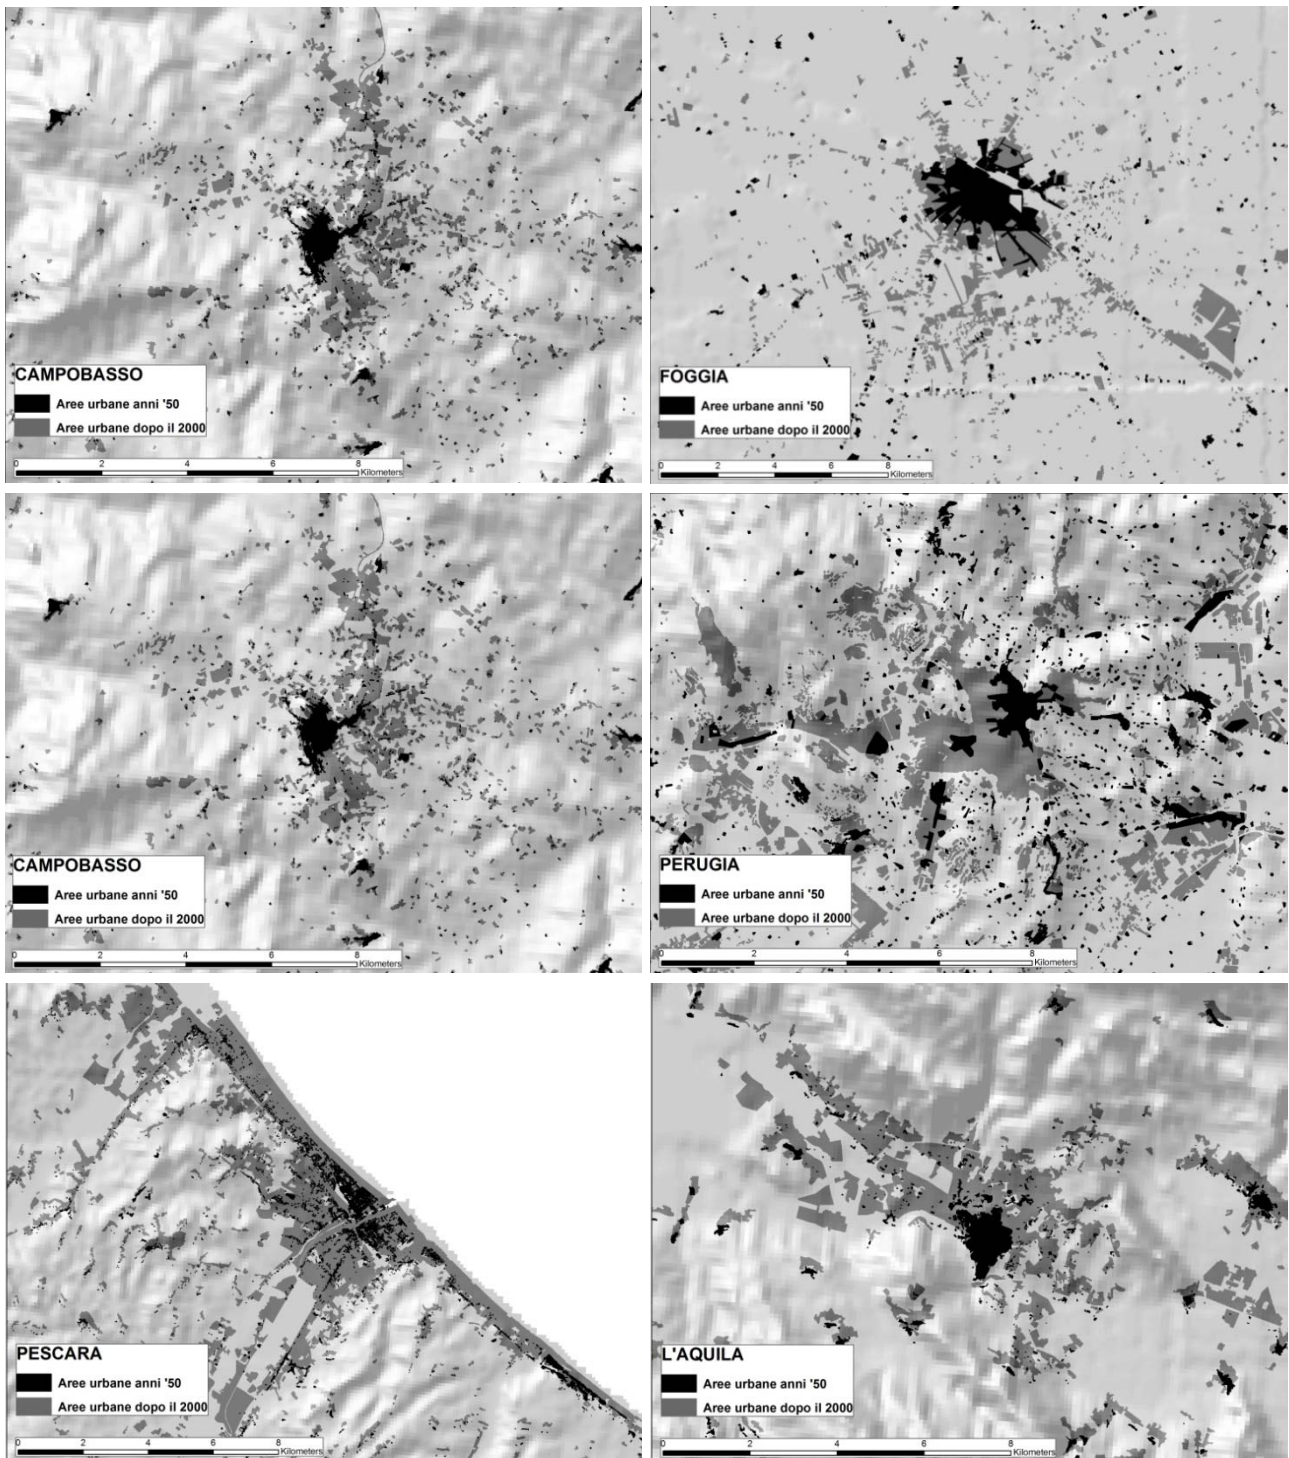 CAMPOBASSO
Aree urbane anni '50
Aree urbane dopo il 2000
0 2 4 6 8
Kilometers
FOGGIA
Aree urbane anni '50
Aree urbane dopo il 2000
0 2 4 6 8
Kilometers
CAMPOBASSO
Aree urbane anni '50
Aree urbane dopo il 2000
0 2 4 6 8
Kilometers
PERUGIA
Aree urbane anni '50
Aree urbane dopo il 2000
0 2 4 6 8
Kilometers
PESCARA
Aree urbane anni '50
Aree urbane dopo il 2000
0 2 4 6 8
Kilometers
L'AQUILA
Aree urbane anni '50
Aree urbane dopo il 2000
0 2 4 6 8
Kilometers